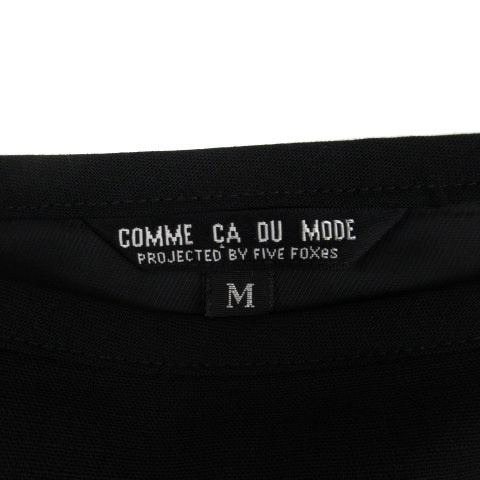 COMME ÇA DU MODE
PROJECTED BY FIVE FOXes
M